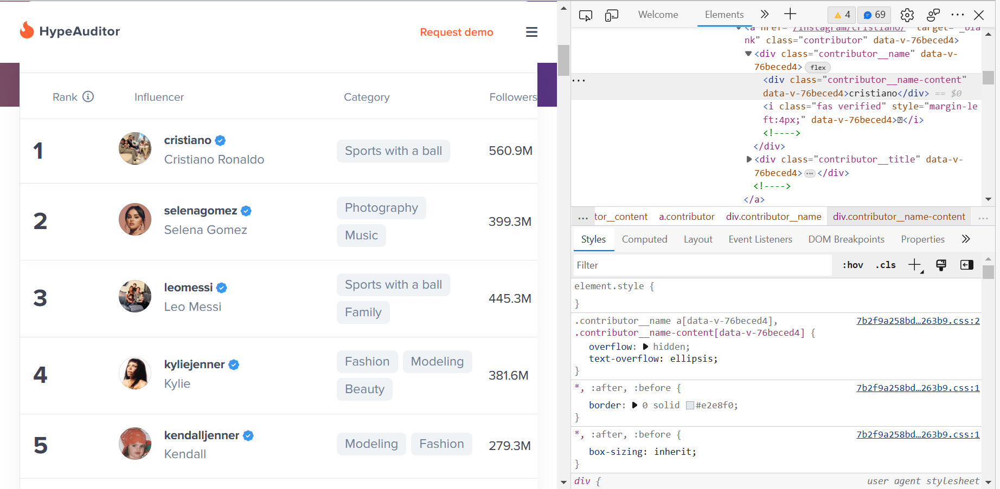 HypeAuditor
Request demo
Rank
Influencer
Category
Followers
1
cristiano
Cristiano Ronaldo
Sports with a ball
560.9M
2
selenagomez
Selena Gomez
Photography
Music
399.3M
3
leomessi
Leo Messi
Sports with a ball
Family
445.3M
4
kyliejenner
Kylie
Fashion
Modeling
Beauty
381.6M
5
kendalljenner
Kendall
Modeling
Fashion
279.3M
Welcome
Elements
4
69
<a href="/instagram/cristiano/" target="_bla
nk" class="contributor" data-v-76beced4>
<div class="contributor__name" data-v-
76beced4> flex
<div class="contributor__name-content"
data-v-76beced4>cristiano</div> == $0
<i class="fas verified" style="margin-le
ft:4px;" data-v-76beced4></i>
<!---->
</div>
<div class="contributor__title" data-v-
76beced4>…</div>
<!---->
</a>
... tor__content a.contributor div.contributor__name div.contributor__name-content ...
Styles Computed Layout Event Listeners DOM Breakpoints Properties
Filter
:hov .cls
element.style {
}
.contributor__name a[data-v-76beced4], 7b2f9a258bd…263b9.css:2
.contributor__name-content[data-v-76beced4] {
overflow: hidden;
text-overflow: ellipsis;
}
*, :after, :before { 7b2f9a258bd…263b9.css:1
border: 0 solid #e2e8f0;
}
*, :after, :before { 7b2f9a258bd…263b9.css:1
box-sizing: inherit;
}
div { user agent stylesheet